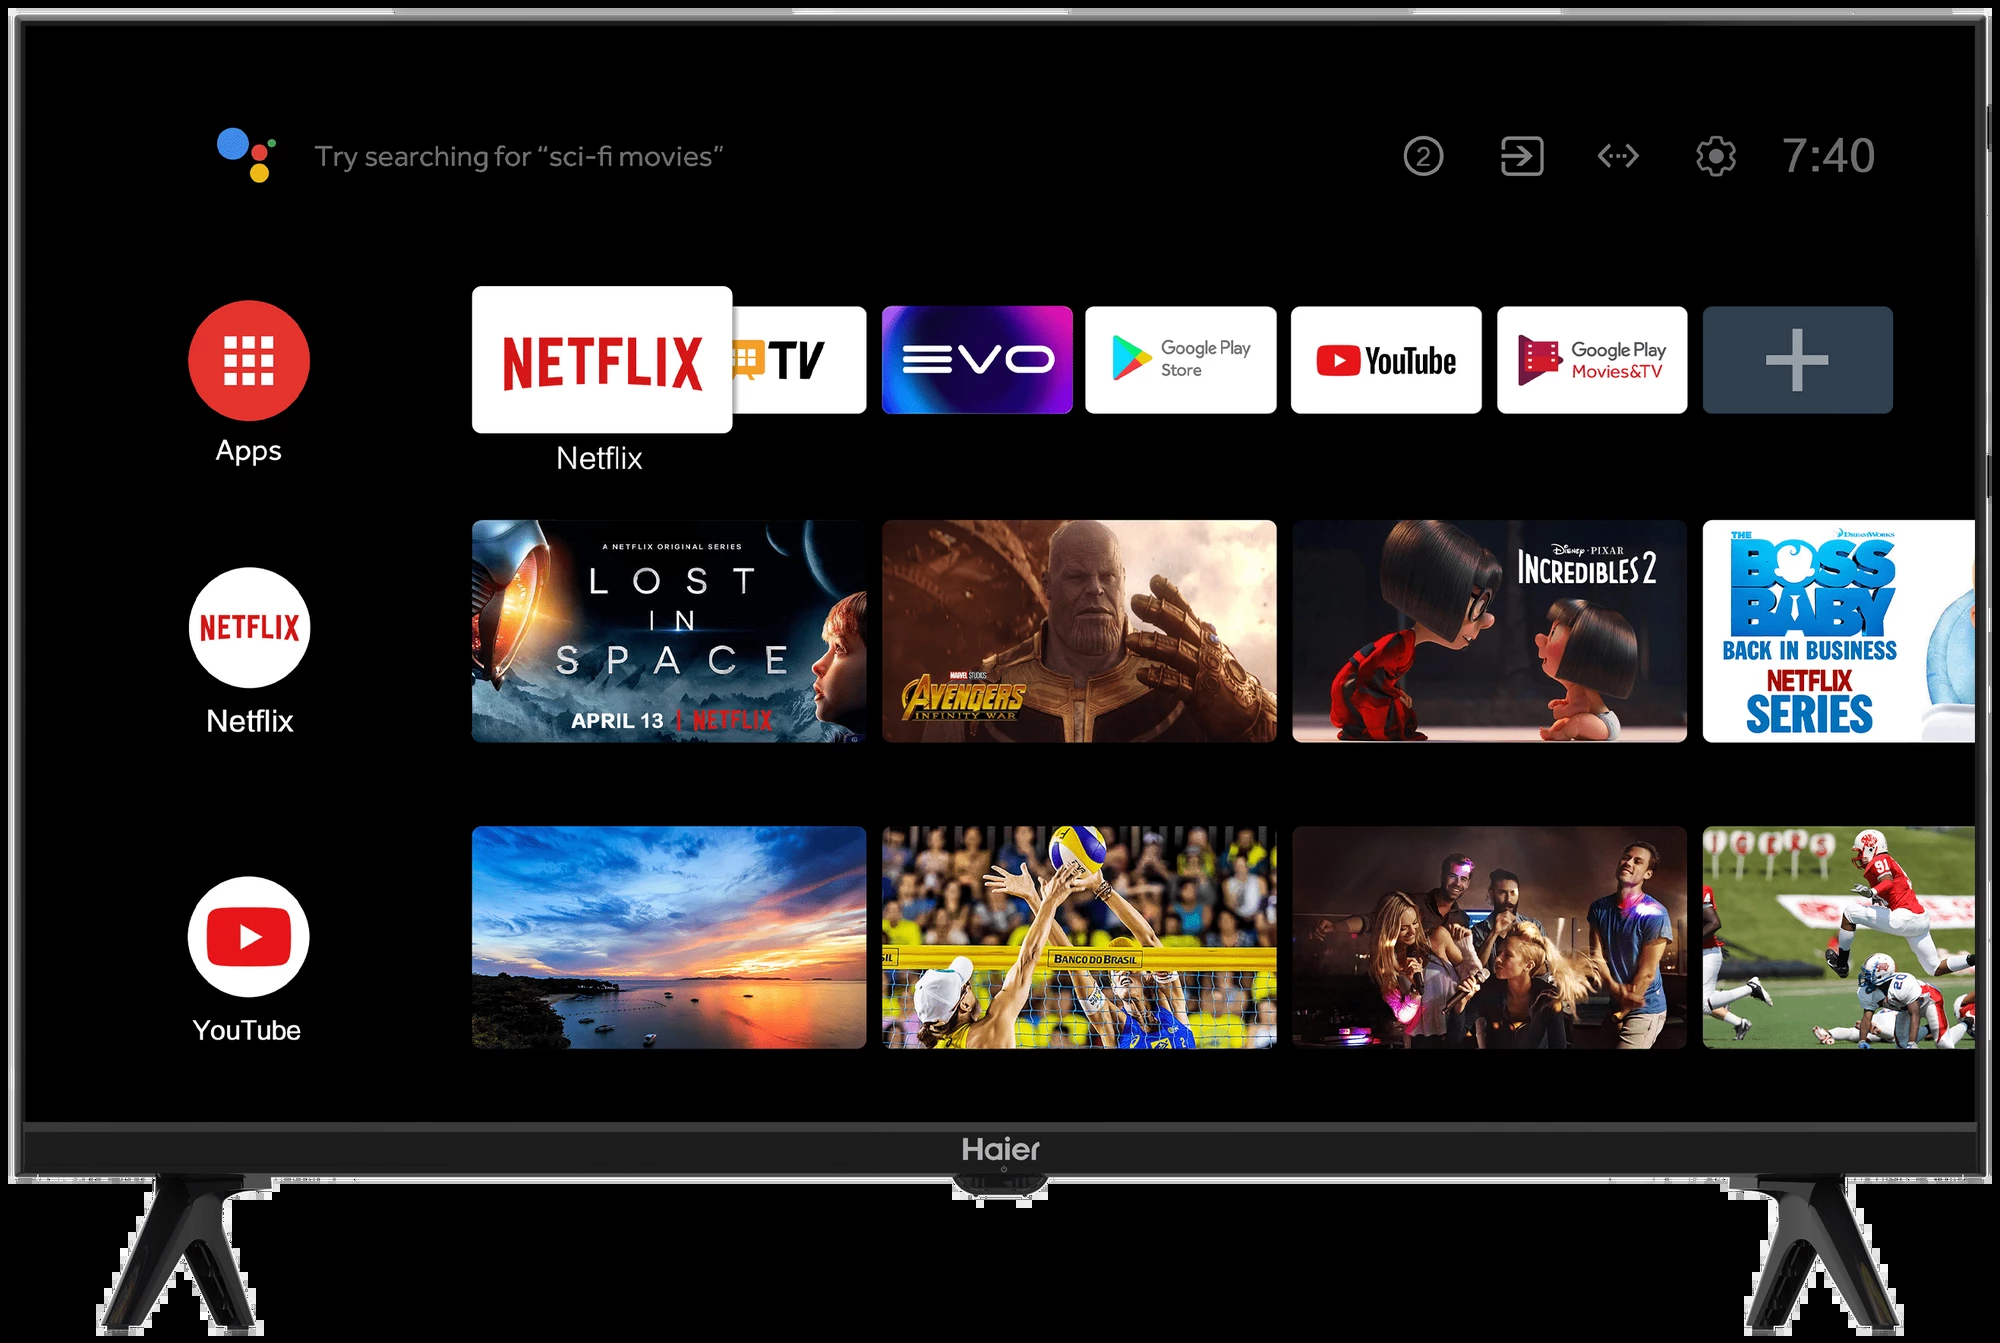 Try searching for “sci-fi movies”
2
7:40
NETFLIX
TV
EVO
Google Play
Store
YouTube
Google Play
Movies&TV
Apps
Netflix
A NETFLIX ORIGINAL SERIES
LOST
IN
SPACE
APRIL 13 | NETFLIX
MARVEL STUDIOS
AVENGERS
INFINITY WAR
DISNEY · PIXAR
INCREDIBLES 2
DREAMWORKS
THE
BOSS
BABY
BACK IN BUSINESS
NETFLIX
SERIES
NETFLIX
Netflix
BANCO DO BRASIL
IGERS
91
20
YouTube
Haier